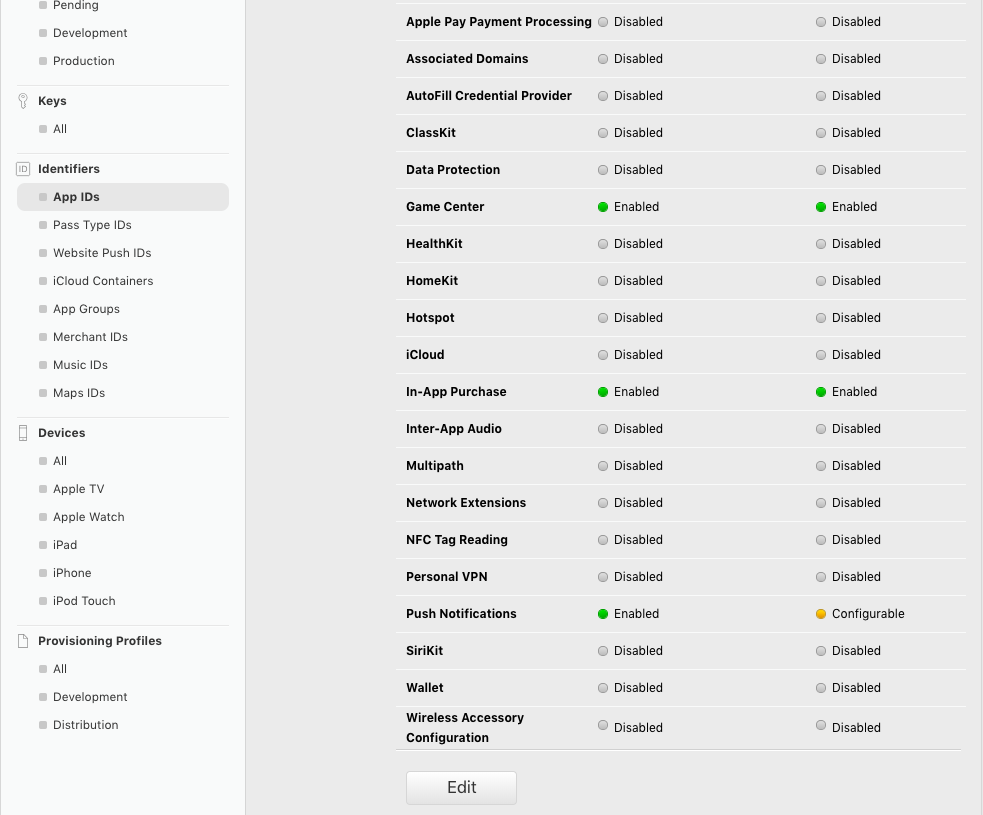 Pending
Development
Production
Keys
All
ID Identifiers
App IDs
Pass Type IDs
Website Push IDs
iCloud Containers
App Groups
Merchant IDs
Music IDs
Maps IDs
Devices
All
Apple TV
Apple Watch
iPad
iPhone
iPod Touch
Provisioning Profiles
All
Development
Distribution
Apple Pay Payment Processing Disabled Disabled
Associated Domains Disabled Disabled
AutoFill Credential Provider Disabled Disabled
ClassKit Disabled Disabled
Data Protection Disabled Disabled
Game Center Enabled Enabled
HealthKit Disabled Disabled
HomeKit Disabled Disabled
Hotspot Disabled Disabled
iCloud Disabled Disabled
In-App Purchase Enabled Enabled
Inter-App Audio Disabled Disabled
Multipath Disabled Disabled
Network Extensions Disabled Disabled
NFC Tag Reading Disabled Disabled
Personal VPN Disabled Disabled
Push Notifications Enabled Configurable
SiriKit Disabled Disabled
Wallet Disabled Disabled
Wireless Accessory
Configuration Disabled Disabled
Edit